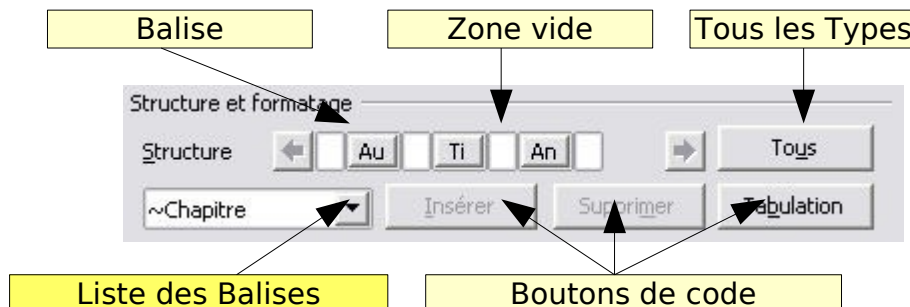 Balise Zone vide Tous les Types
Structure et formatage
Structure Au Ti An Tous
~Chapitre Insérer Supprimer Tabulation
Liste des Balises Boutons de code